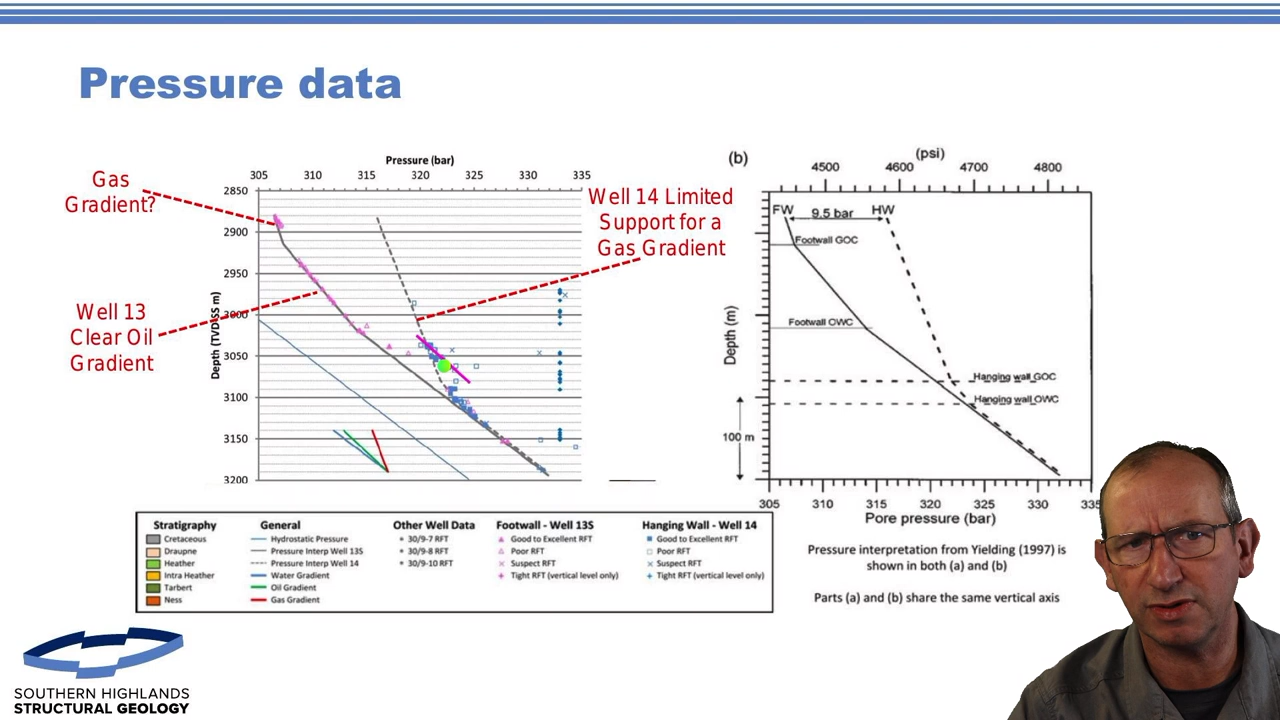 Pressure data
Gas
Gradient?
Well 13
Clear Oil
Gradient
Pressure (bar)
305 310 315 320 325 330 335
Depth (TVDSS m)
2850
2900
2950
3000
3050
3100
3150
3200
Well 14 Limited
Support for a
Gas Gradient
(b)
(psi)
4500 4600 4700 4800
FW 9.5 bar HW
Footwall GOC
Footwall OWC
Hanging wall GOC
Hanging wall OWC
Depth (m)
100 m
305 310 315 320 325 330 335
Pore pressure (bar)
Stratigraphy
Cretaceous
Draupne
Heather
Intra Heather
Tarbert
Ness
General
Hydrostatic Pressure
Pressure Interp Well 13S
Pressure Interp Well 14
Water Gradient
Oil Gradient
Gas Gradient
Other Well Data
30/9-7 RFT
30/9-8 RFT
30/9-10 RFT
Footwall - Well 13S
Good to Excellent RFT
Poor RFT
Suspect RFT
Tight RFT (vertical level only)
Hanging Wall - Well 14
Good to Excellent RFT
Poor RFT
Suspect RFT
Tight RFT (vertical level only)
Pressure interpretation from Yielding (1997) is
shown in both (a) and (b)
Parts (a) and (b) share the same vertical axis
SOUTHERN HIGHLANDS
STRUCTURAL GEOLOGY